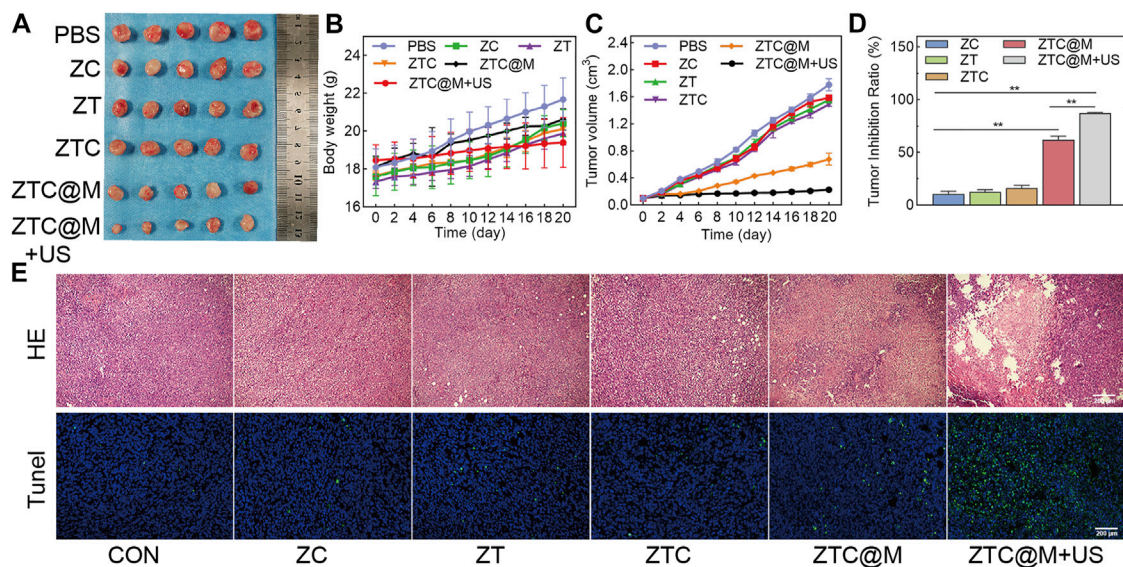 A
PBS
ZC
ZT
ZTC
ZTC@M
ZTC@M
+US
B
PBS ZC ZT
ZTC ZTC@M
ZTC@M+US
Body weight (g)
22
20
18
16
0 2 4 6 8 10 12 14 16 18 20
Time (day)
C
PBS ZTC@M
ZC ZTC@M+US
ZT
ZTC
Tumor volume (cm3)
2.4
2.0
1.6
1.2
0.8
0.4
0.0
0 2 4 6 8 10 12 14 16 18 20
Time (day)
D
ZC ZTC@M
ZT ZTC@M+US
ZTC
Tumor Inhibition Ratio (%)
150
100
50
0
**
**
**
E
HE
200 μm
Tunel
200 μm
CON ZC ZT ZTC ZTC@M ZTC@M+US